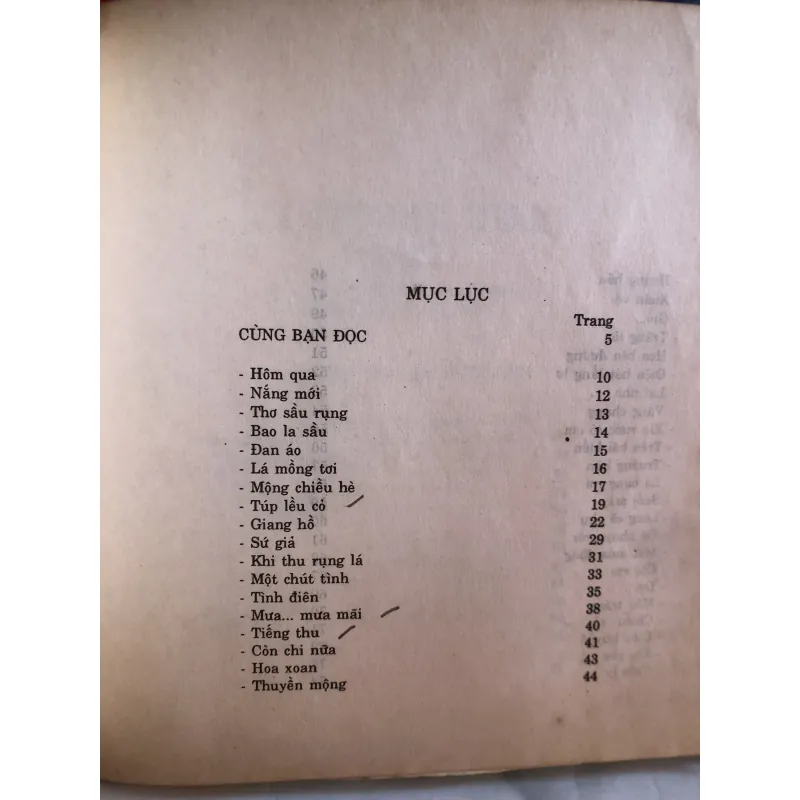 MỤC LỤC
Trang
CÙNG BẠN ĐỌC 5
- Hôm qua 10
- Nắng mới 12
- Thơ sầu rụng 13
- Bao la sầu 14
- Đan áo 15
- Lá mồng tơi 16
- Mộng chiều hè 17
- Túp lều cỏ 19
- Giang hồ 22
- Sứ giả 29
- Khi thu rụng lá 31
- Một chút tình 33
- Tình điên 35
- Mưa... mưa mãi 38
- Tiếng thu 40
- Còn chi nữa 41
- Hoa xoan 43
- Thuyền mộng 44